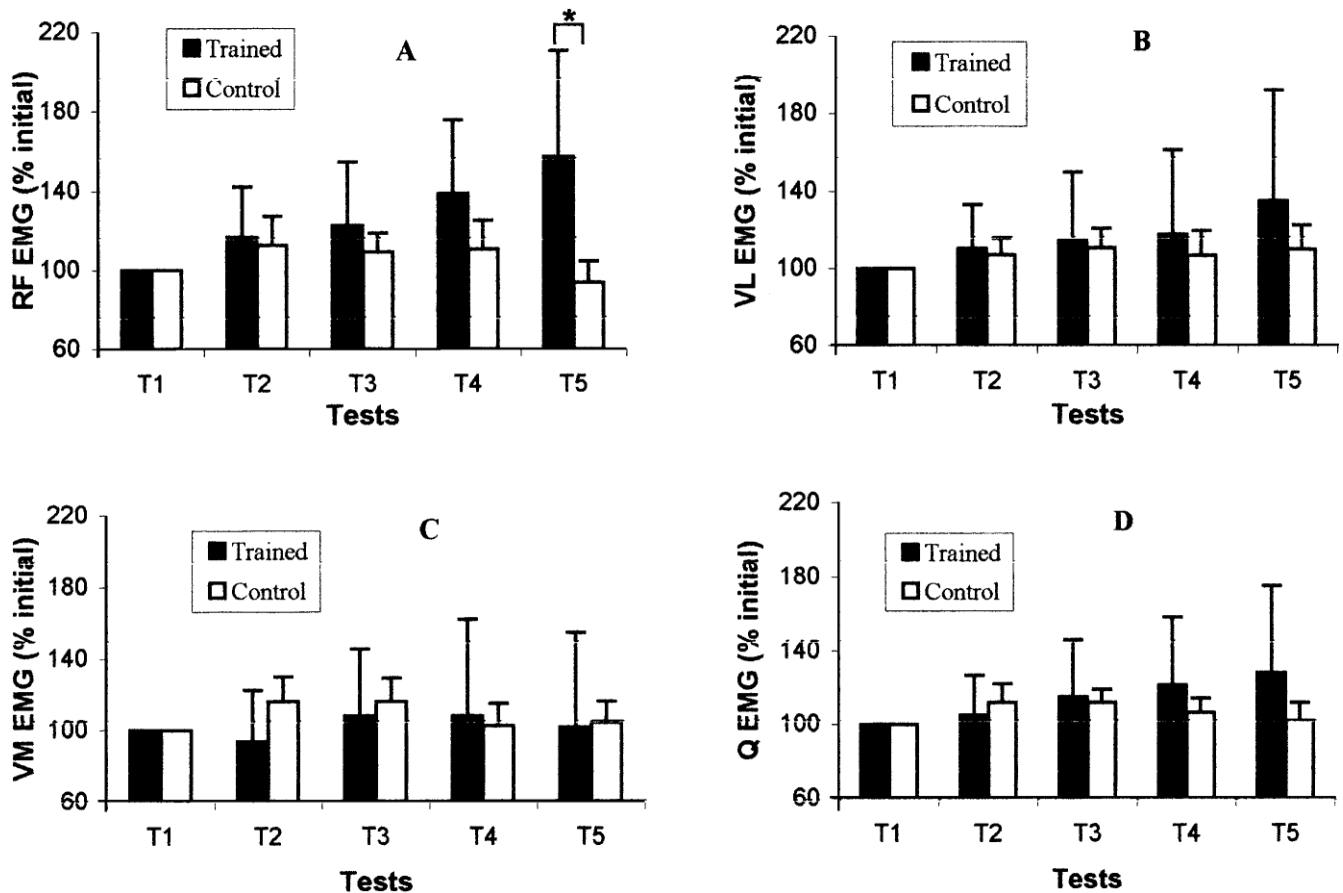 A
Trained
Control
*
RF EMG (% initial)
220
180
140
100
60
T1 T2 T3 T4 T5
Tests
B
Trained
Control
VL EMG (% initial)
220
180
140
100
60
T1 T2 T3 T4 T5
Tests
C
Trained
Control
VM EMG (% initial)
220
180
140
100
60
T1 T2 T3 T4 T5
Tests
D
Trained
Control
Q EMG (% initial)
220
180
140
100
60
T1 T2 T3 T4 T5
Tests